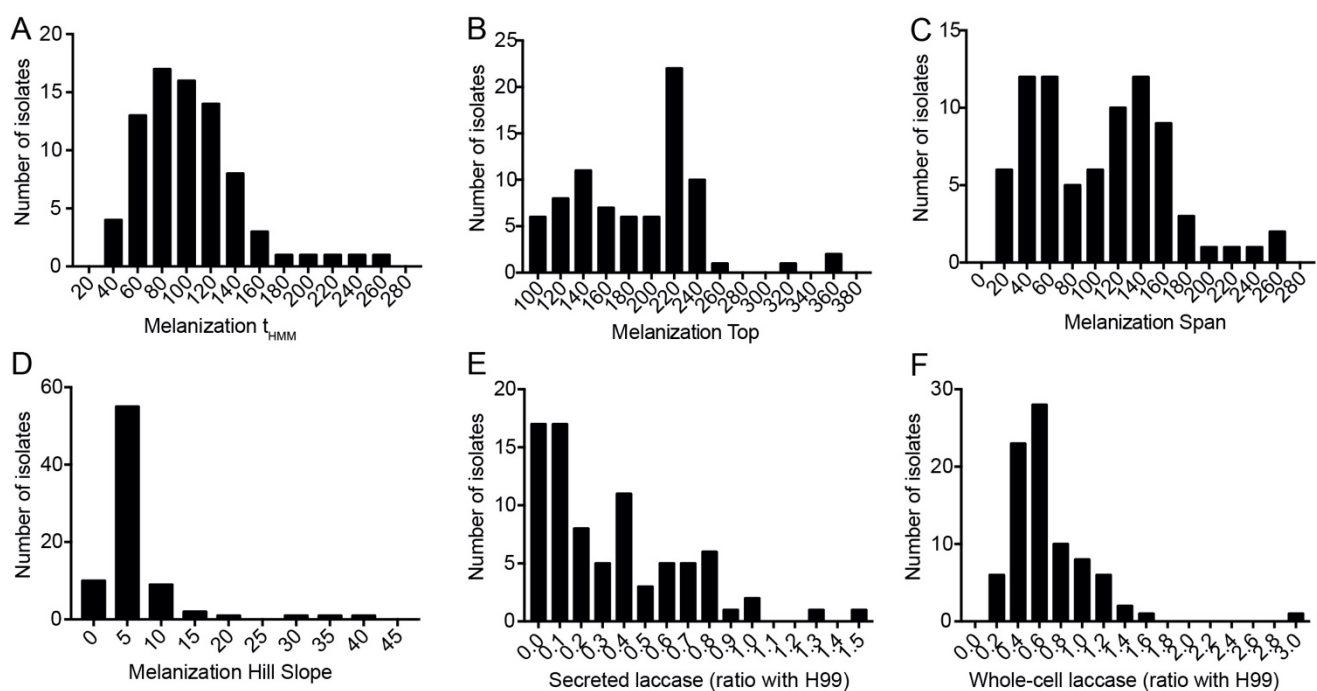 A
Number of isolates
20
15
10
5
0
20 40 60 80 100 120 140 160 180 200 220 240 260 280
Melanization tHMM
B
Number of isolates
25
20
15
10
5
0
100 120 140 160 180 200 220 240 260 280 300 320 340 360 380
Melanization Top
C
Number of isolates
15
10
5
0
0 20 40 60 80 100 120 140 160 180 200 220 240 260 280
Melanization Span
D
Number of isolates
60
40
20
0
0 5 10 15 20 25 30 35 40 45
Melanization Hill Slope
E
Number of isolates
20
15
10
5
0
0.0 0.1 0.2 0.3 0.4 0.5 0.6 0.7 0.8 0.9 1.0 1.1 1.2 1.3 1.4 1.5
Secreted laccase (ratio with H99)
F
Number of isolates
30
20
10
0
0.0 0.2 0.4 0.6 0.8 1.0 1.2 1.4 1.6 1.8 2.0 2.2 2.4 2.6 2.8 3.0
Whole-cell laccase (ratio with H99)